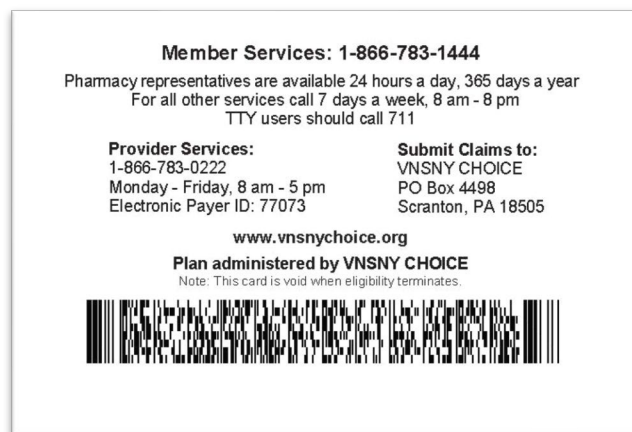 Member Services: 1-866-783-1444
Pharmacy representatives are available 24 hours a day, 365 days a year
For all other services call 7 days a week, 8 am - 8 pm
TTY users should call 711
Provider Services:
1-866-783-0222
Monday - Friday, 8 am - 5 pm
Electronic Payer ID: 77073
Submit Claims to:
VNSNY CHOICE
PO Box 4498
Scranton, PA 18505
www.vnsnychoice.org
Plan administered by VNSNY CHOICE
Note: This card is void when eligibility terminates.